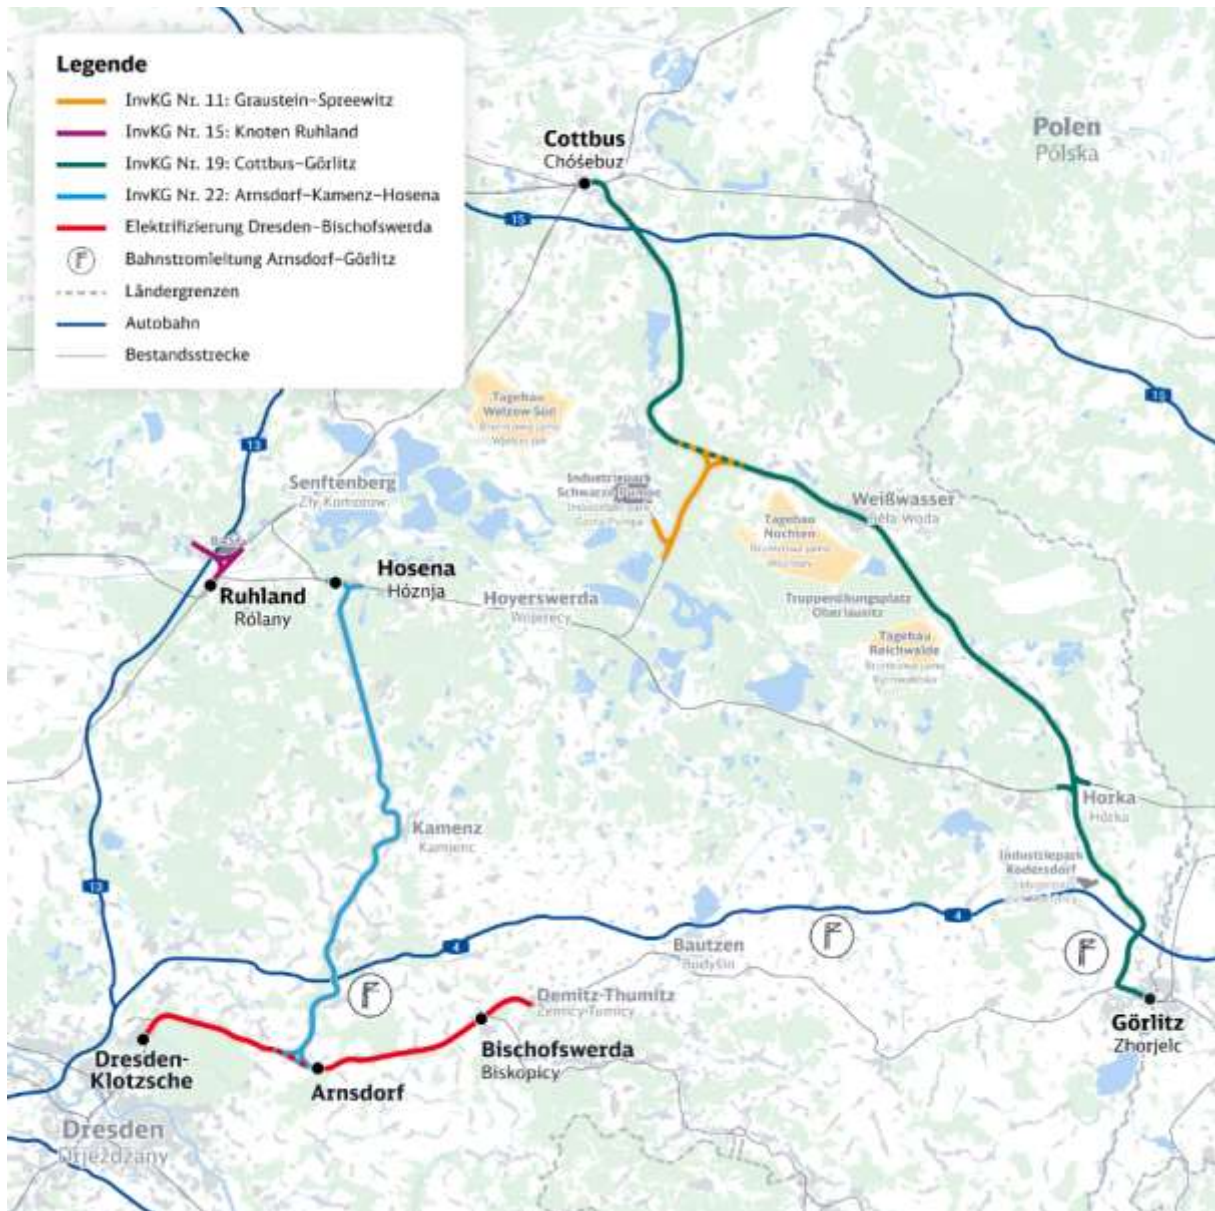 Legende
InvKG Nr. 11: Graustein–Spreewitz
InvKG Nr. 15: Knoten Ruhland
InvKG Nr. 19: Cottbus–Görlitz
InvKG Nr. 22: Arnsdorf–Kamenz–Hosena
Elektrifizierung Dresden–Bischofswerda
Bahnstromleitung Arnsdorf–Görlitz
Ländergrenzen
Autobahn
Bestandsstrecke
Cottbus
Chóśebuz
Polen
Pólska
15
15
Tagebau
Welzow-Süd
13
Senftenberg
Zły Komorow
Industriepark
Schwarze Pumpe
Weißwasser
Běła Woda
Tagebau
Nochten
Hosena
Hóznja
Ruhland
Rólany
Hoyerswerda
Wojerecy
Truppenübungsplatz
Oberlausitz
Tagebau
Reichwalde
Horka
Hórka
Kamenz
Kamjenc
Industriepark
Kodersdorf
13
4
4
Bautzen
Budyšin
Demitz-Thumitz
Zemicy-Tumicy
Görlitz
Zhorjelc
Bischofswerda
Biskopicy
Dresden-
Klotzsche
Arnsdorf
Dresden
Drježdźany